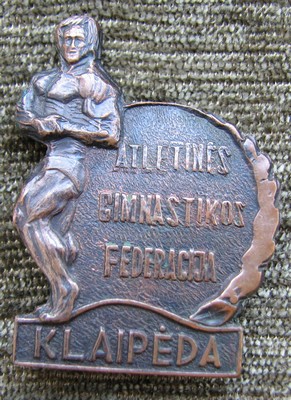 ATLETINĖS
GIMNASTIKOS
FEDERACIJA
KLAIPĖDA